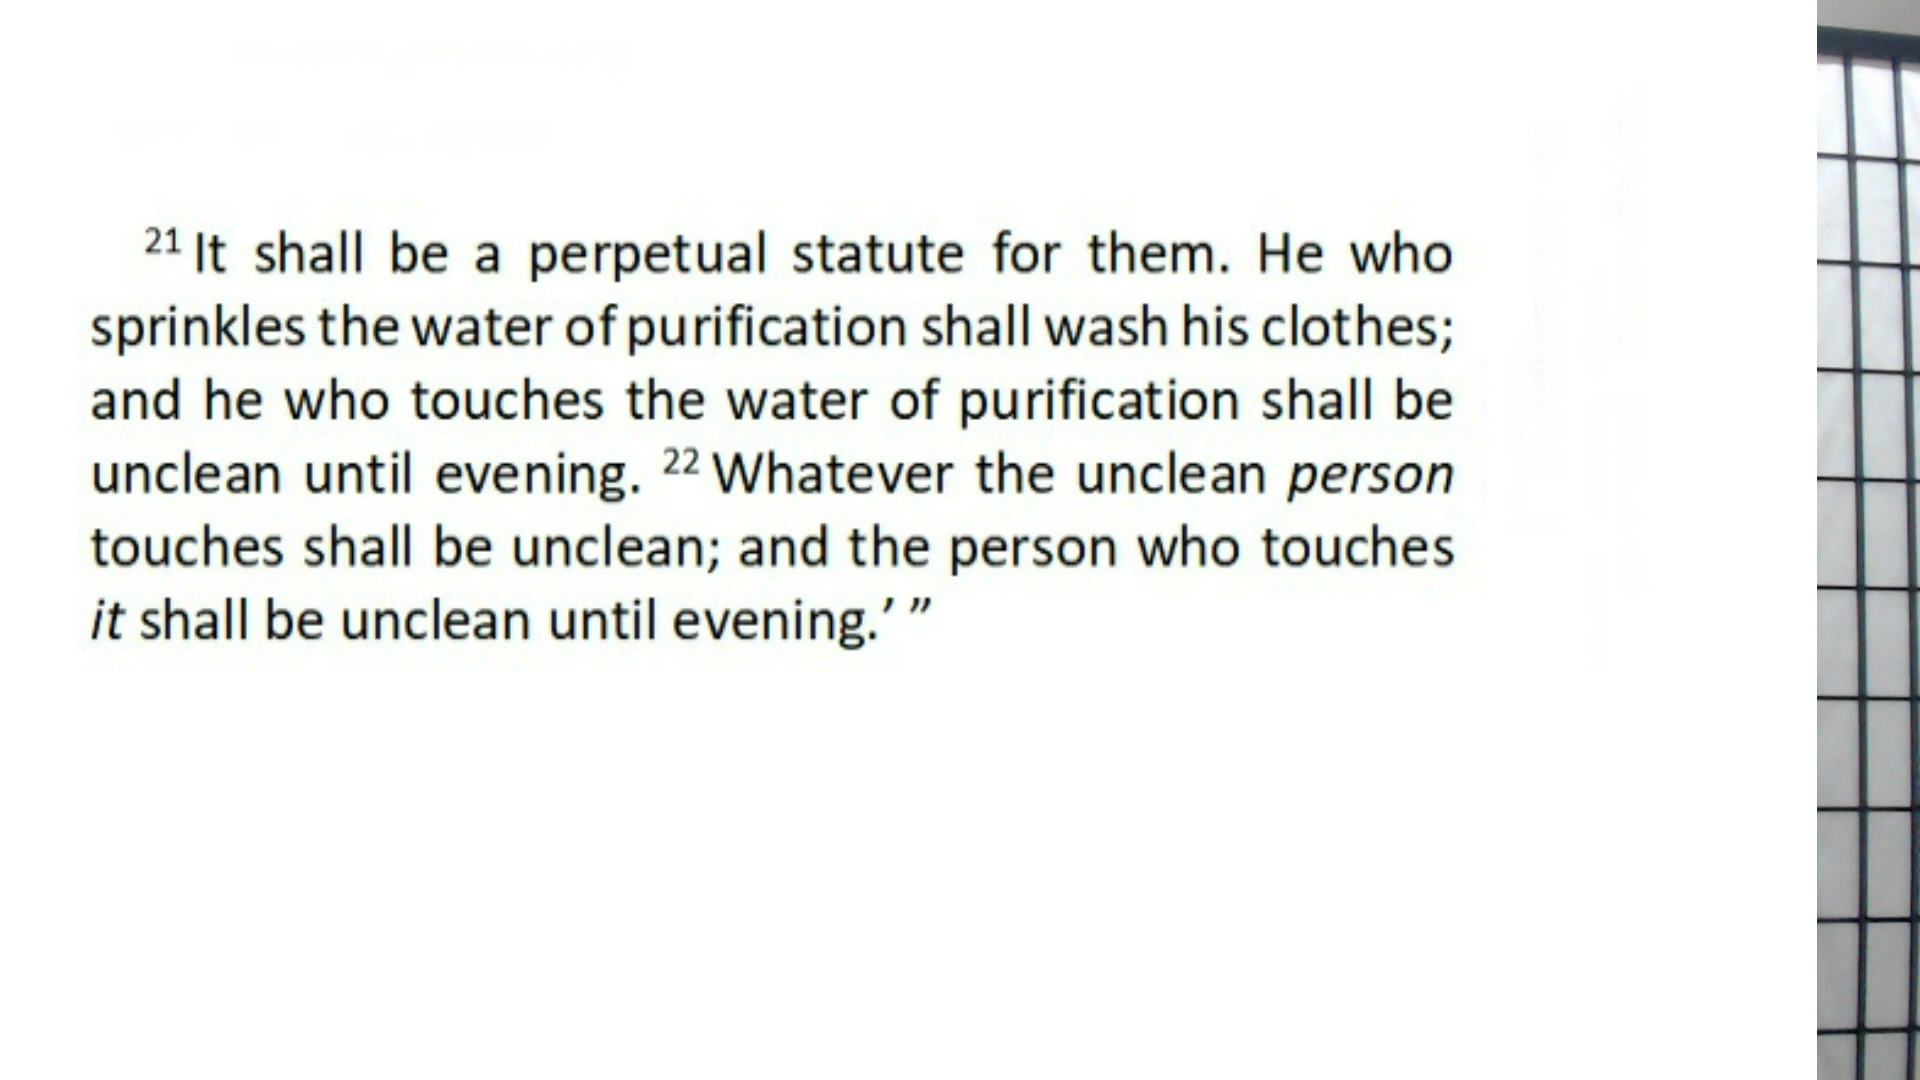 21 It shall be a perpetual statute for them. He who
sprinkles the water of purification shall wash his clothes;
and he who touches the water of purification shall be
unclean until evening. 22 Whatever the unclean person
touches shall be unclean; and the person who touches
it shall be unclean until evening.’ ”